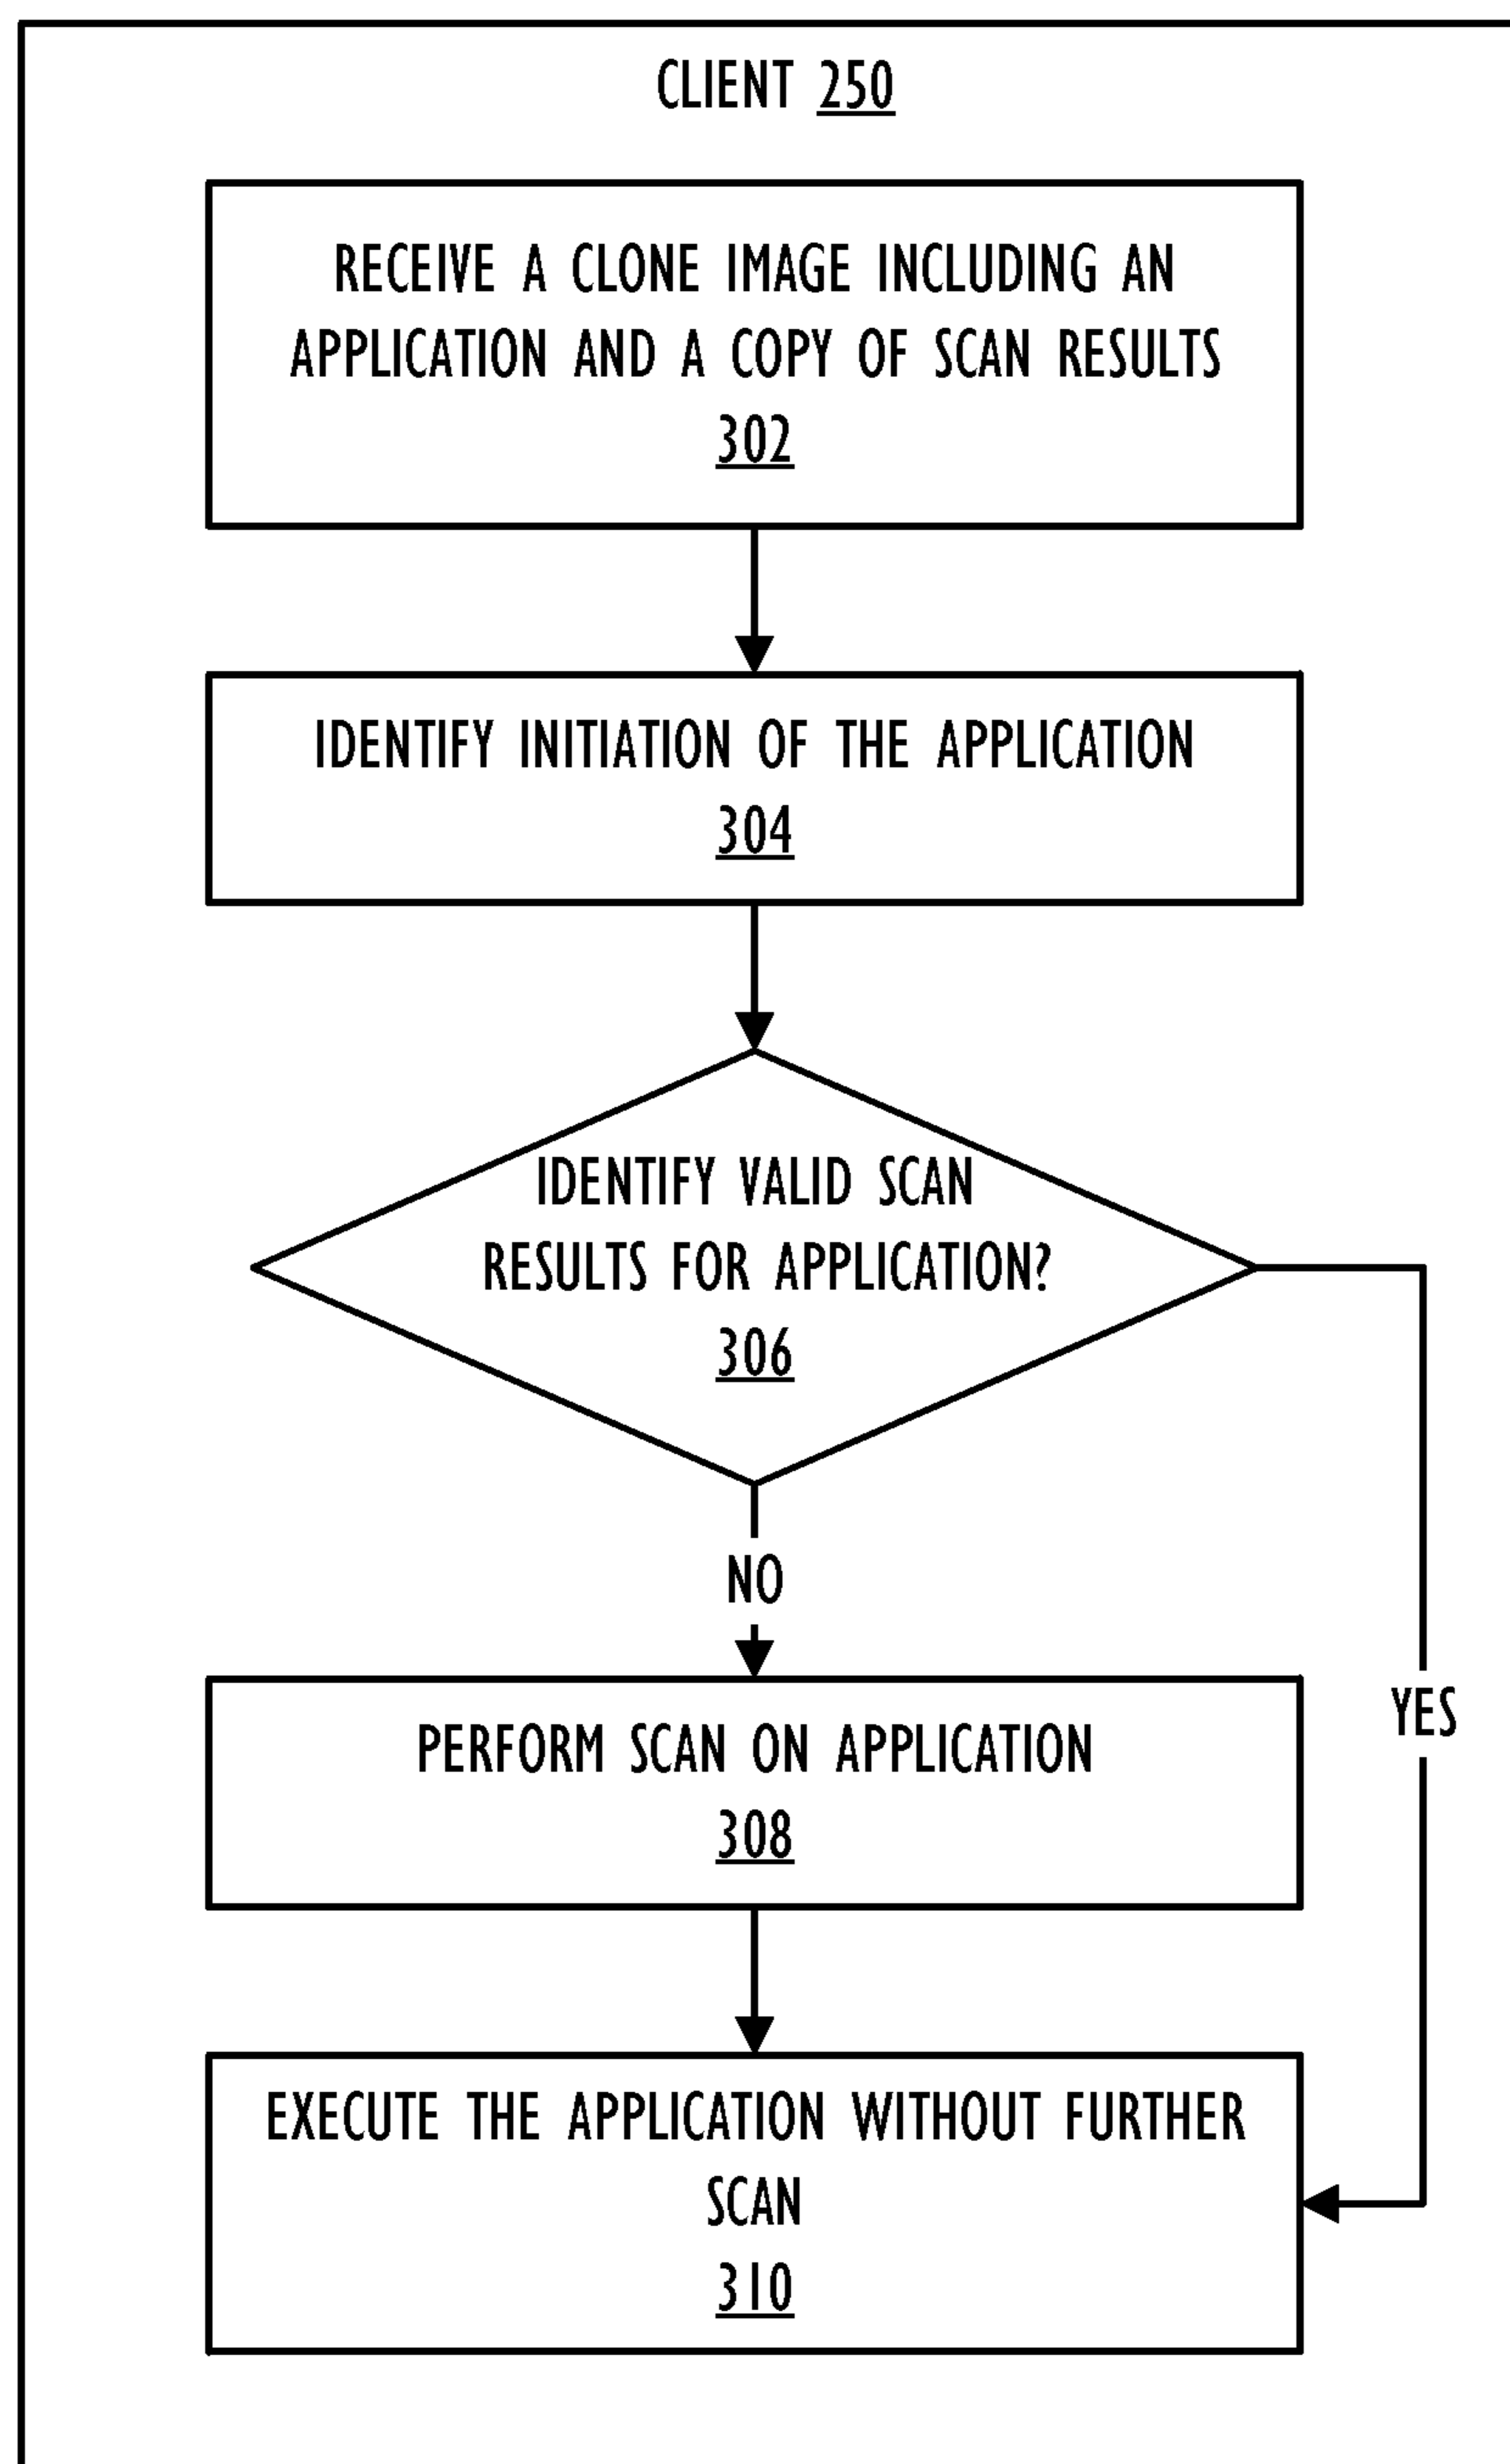 CLIENT 250
RECEIVE A CLONE IMAGE INCLUDING AN
APPLICATION AND A COPY OF SCAN RESULTS
302
IDENTIFY INITIATION OF THE APPLICATION
304
IDENTIFY VALID SCAN
RESULTS FOR APPLICATION?
306
NO
YES
PERFORM SCAN ON APPLICATION
308
EXECUTE THE APPLICATION WITHOUT FURTHER
SCAN
310